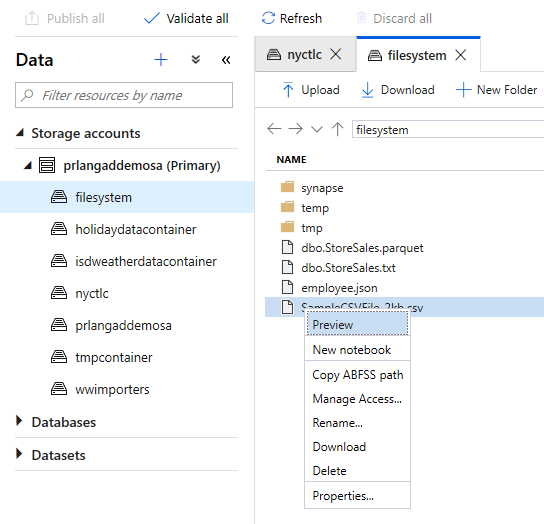 Publish all Validate all Refresh Discard all
Data
Filter resources by name
Storage accounts
prlangaddemosa (Primary)
filesystem
holidaydatacontainer
isdweatherdatacontainer
nyctlc
prlangaddemosa
tmpcontainer
wwimporters
Databases
Datasets
nyctlc filesystem
Upload Download New Folder
filesystem
NAME
synapse
temp
tmp
dbo.StoreSales.parquet
dbo.StoreSales.txt
employee.json
SampleCSVFile_2kb.csv
Preview
New notebook
Copy ABFSS path
Manage Access...
Rename...
Download
Delete
Properties...